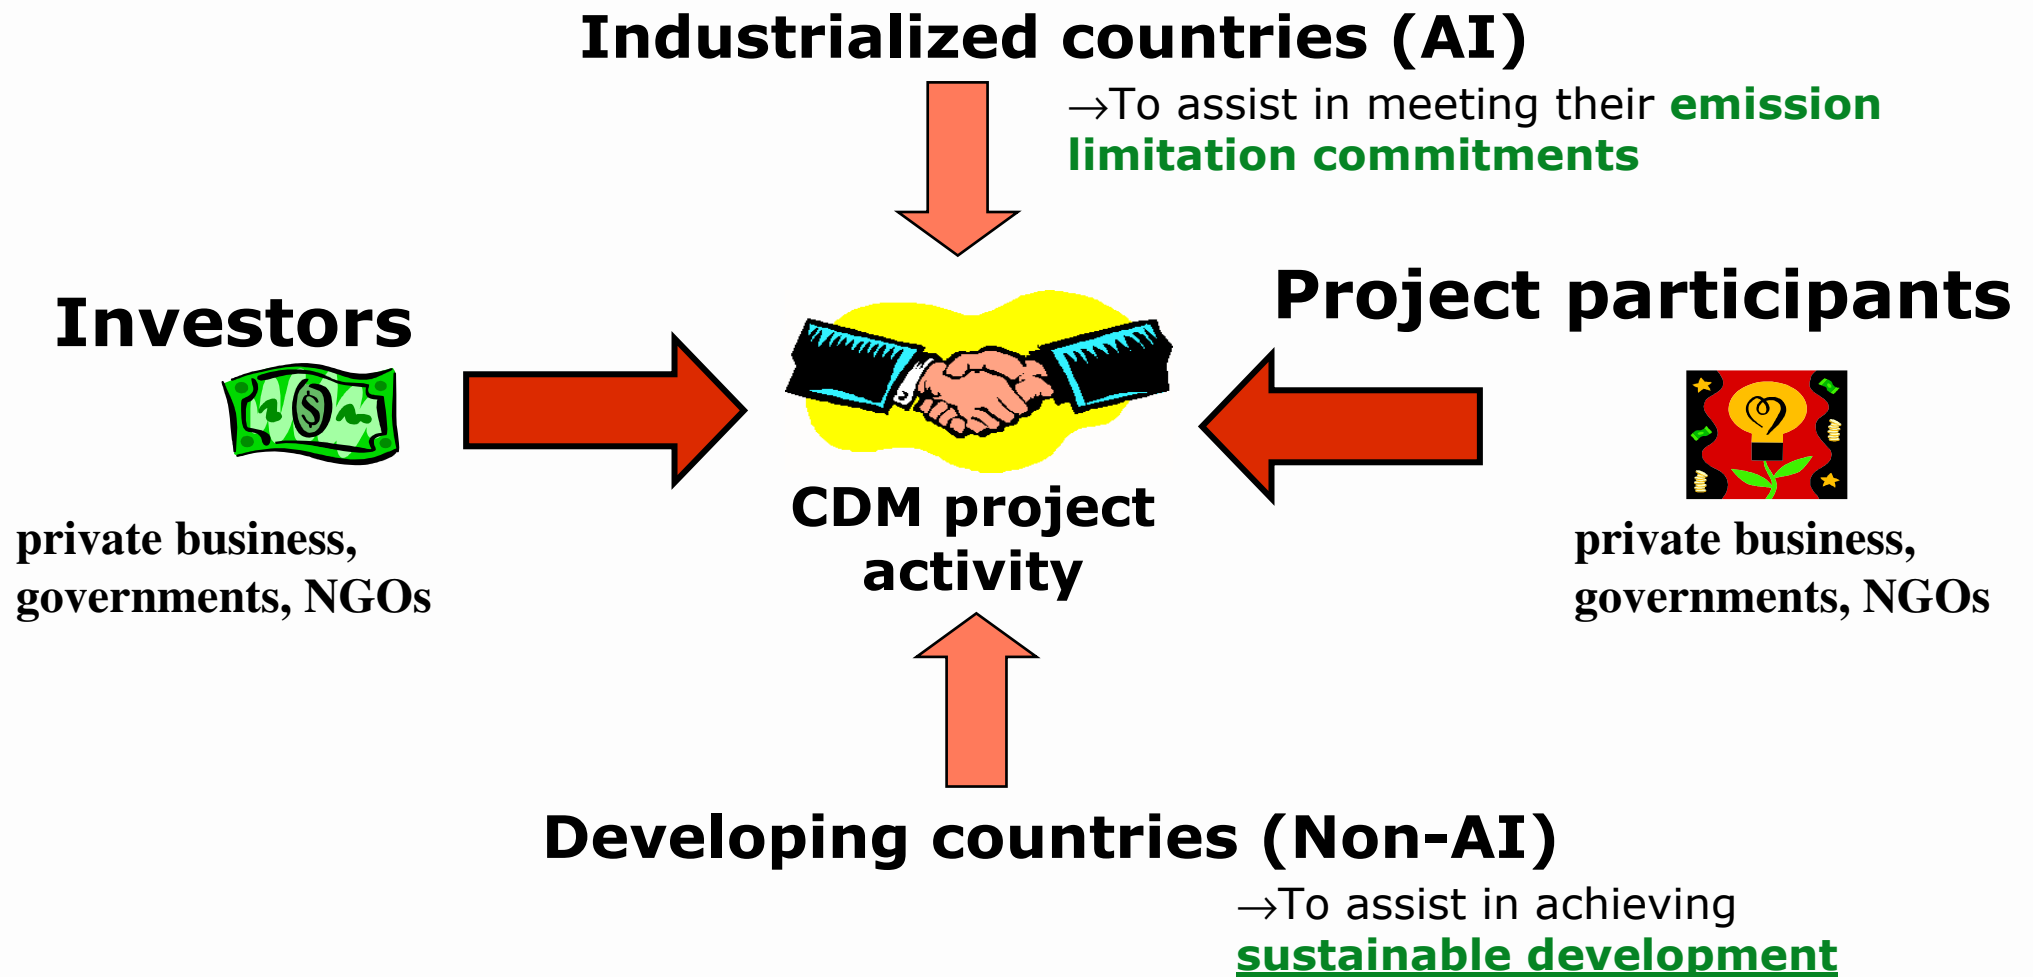 Industrialized countries (AI)
→To assist in meeting their emission
limitation commitments
Investors
Project participants
$
CDM project
activity
private business,
governments, NGOs
private business,
governments, NGOs
Developing countries (Non-AI)
→To assist in achieving
sustainable development